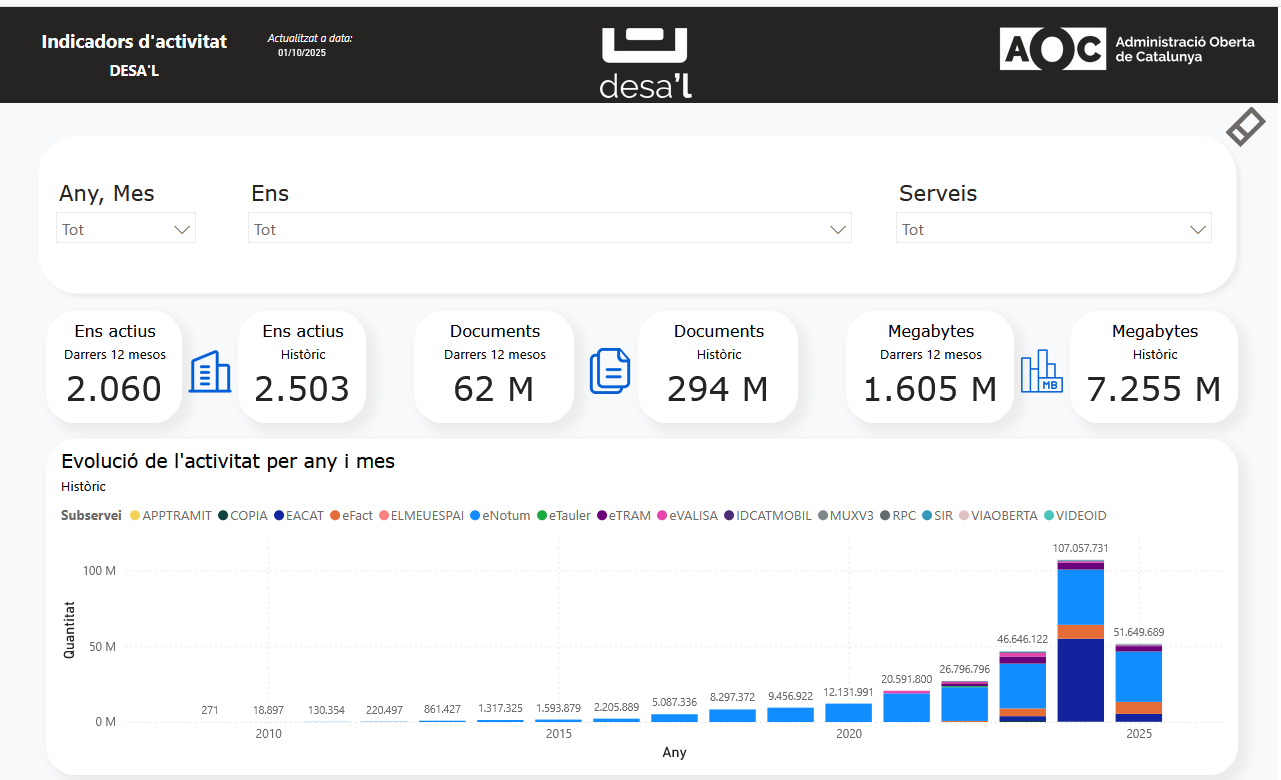 Indicadors d'activitat
DESA'L
Actualitzat a data:
01/10/2025
desa'l
AOC
Administració Oberta
de Catalunya
Any, Mes
Ens
Serveis
Tot
Tot
Tot
Ens actius
Darrers 12 mesos
2.060
Ens actius
Històric
2.503
Documents
Darrers 12 mesos
62 M
Documents
Històric
294 M
Megabytes
Darrers 12 mesos
1.605 M
MB
Megabytes
Històric
7.255 M
Evolució de l'activitat per any i mes
Històric
Subservei APPTRAMIT COPIA EACAT eFact ELMEUESPAI eNotum eTauler eTRAM eVALISA IDCATMOBIL MUXV3 RPC SIR VIAOBERTA VIDEOID
Quantitat
100 M
50 M
0 M
271
18.897
130.354
220.497
861.427
1.317.325
1.593.879
2.205.889
5.087.336
8.297.372
9.456.922
12.131.991
20.591.800
26.796.796
46.646.122
107.057.731
51.649.689
2010
2015
2020
2025
Any